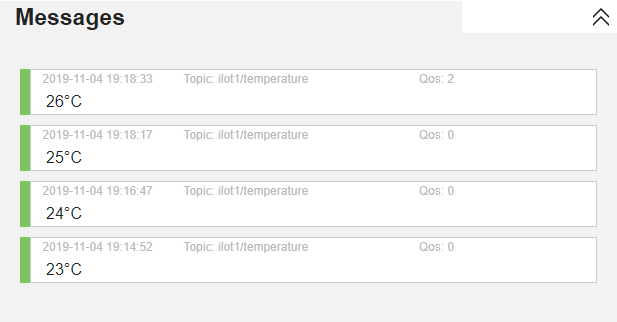 Messages
2019-11-04 19:18:33 Topic: ilot1/temperature Qos: 2
26°C
2019-11-04 19:18:17 Topic: ilot1/temperature Qos: 0
25°C
2019-11-04 19:16:47 Topic: ilot1/temperature Qos: 0
24°C
2019-11-04 19:14:52 Topic: ilot1/temperature Qos: 0
23°C